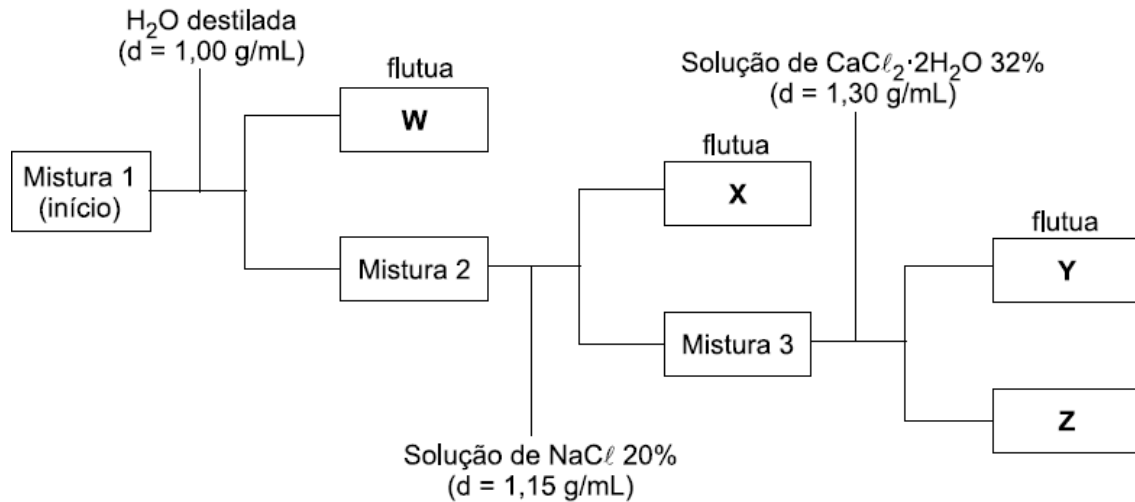 H₂O destilada
(d = 1,00 g/mL)
flutua
W
Mistura 1
(início)
Mistura 2
Solução de NaCℓ 20%
(d = 1,15 g/mL)
flutua
X
Mistura 3
Solução de CaCℓ₂·2H₂O 32%
(d = 1,30 g/mL)
flutua
Y
Z